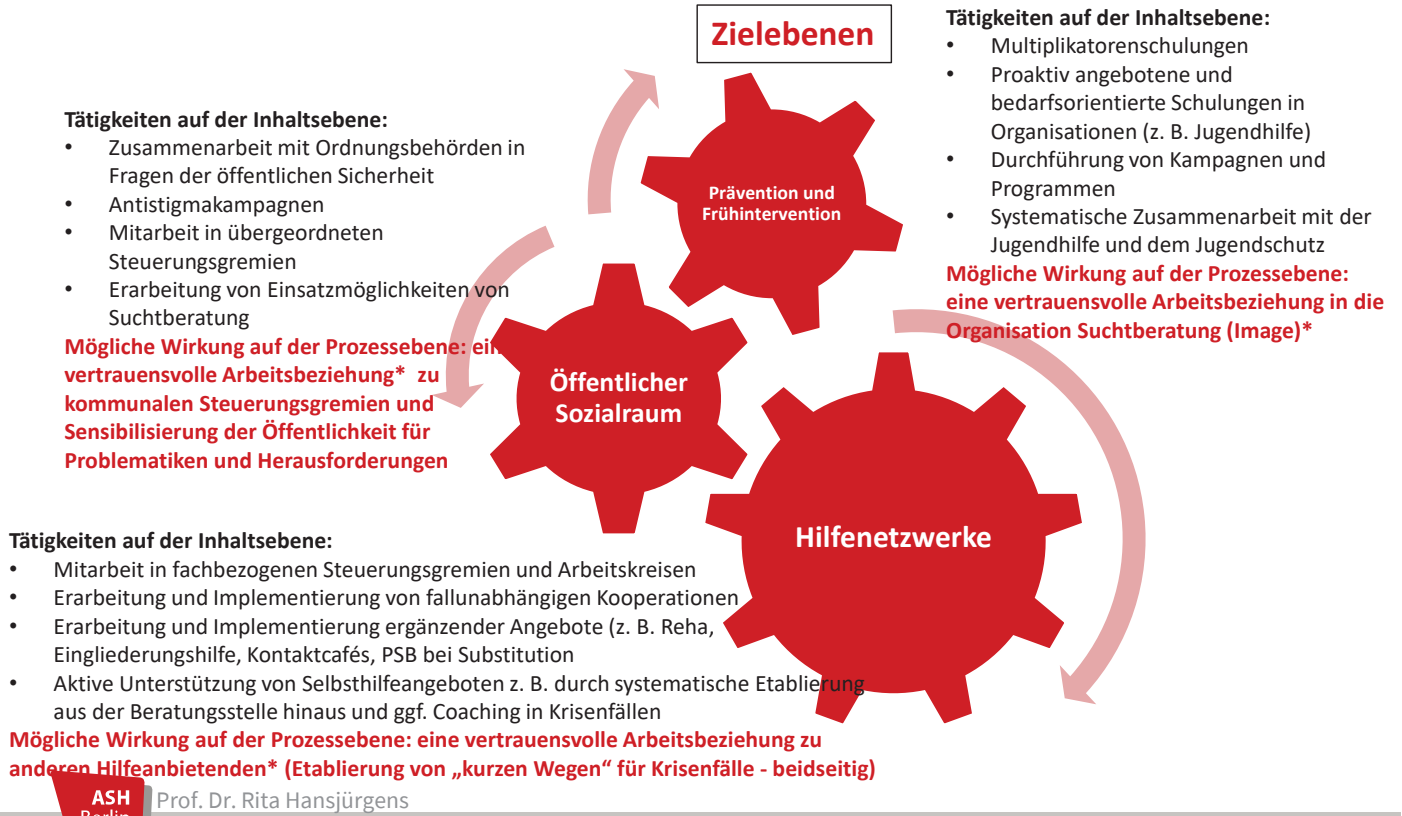 Zielebenen
Tätigkeiten auf der Inhaltsebene:
• Multiplikatorenschulungen
• Proaktiv angebotene und
bedarfsorientierte Schulungen in
Organisationen (z. B. Jugendhilfe)
• Durchführung von Kampagnen und
Programmen
• Systematische Zusammenarbeit mit der
Jugendhilfe und dem Jugendschutz
Mögliche Wirkung auf der Prozessebene:
eine vertrauensvolle Arbeitsbeziehung in die
Organisation Suchtberatung (Image)*
Tätigkeiten auf der Inhaltsebene:
• Zusammenarbeit mit Ordnungsbehörden in
Fragen der öffentlichen Sicherheit
• Antistigmakampagnen
• Mitarbeit in übergeordneten
Steuerungsgremien
• Erarbeitung von Einsatzmöglichkeiten von
Suchtberatung
Mögliche Wirkung auf der Prozessebene: ein
vertrauensvolle Arbeitsbeziehung* zu
kommunalen Steuerungsgremien und
Sensibilisierung der Öffentlichkeit für
Problematiken und Herausforderungen
Prävention und
Frühintervention
Öffentlicher
Sozialraum
Hilfenetzwerke
Tätigkeiten auf der Inhaltsebene:
• Mitarbeit in fachbezogenen Steuerungsgremien und Arbeitskreisen
• Erarbeitung und Implementierung von fallunabhängigen Kooperationen
• Erarbeitung und Implementierung ergänzender Angebote (z. B. Reha,
Eingliederungshilfe, Kontaktcafés, PSB bei Substitution
• Aktive Unterstützung von Selbsthilfeangeboten z. B. durch systematische Etablierung
aus der Beratungsstelle hinaus und ggf. Coaching in Krisenfällen
Mögliche Wirkung auf der Prozessebene: eine vertrauensvolle Arbeitsbeziehung zu
anderen Hilfeanbietenden* (Etablierung von „kurzen Wegen“ für Krisenfälle - beidseitig)
ASH
Berlin
Prof. Dr. Rita Hansjürgens